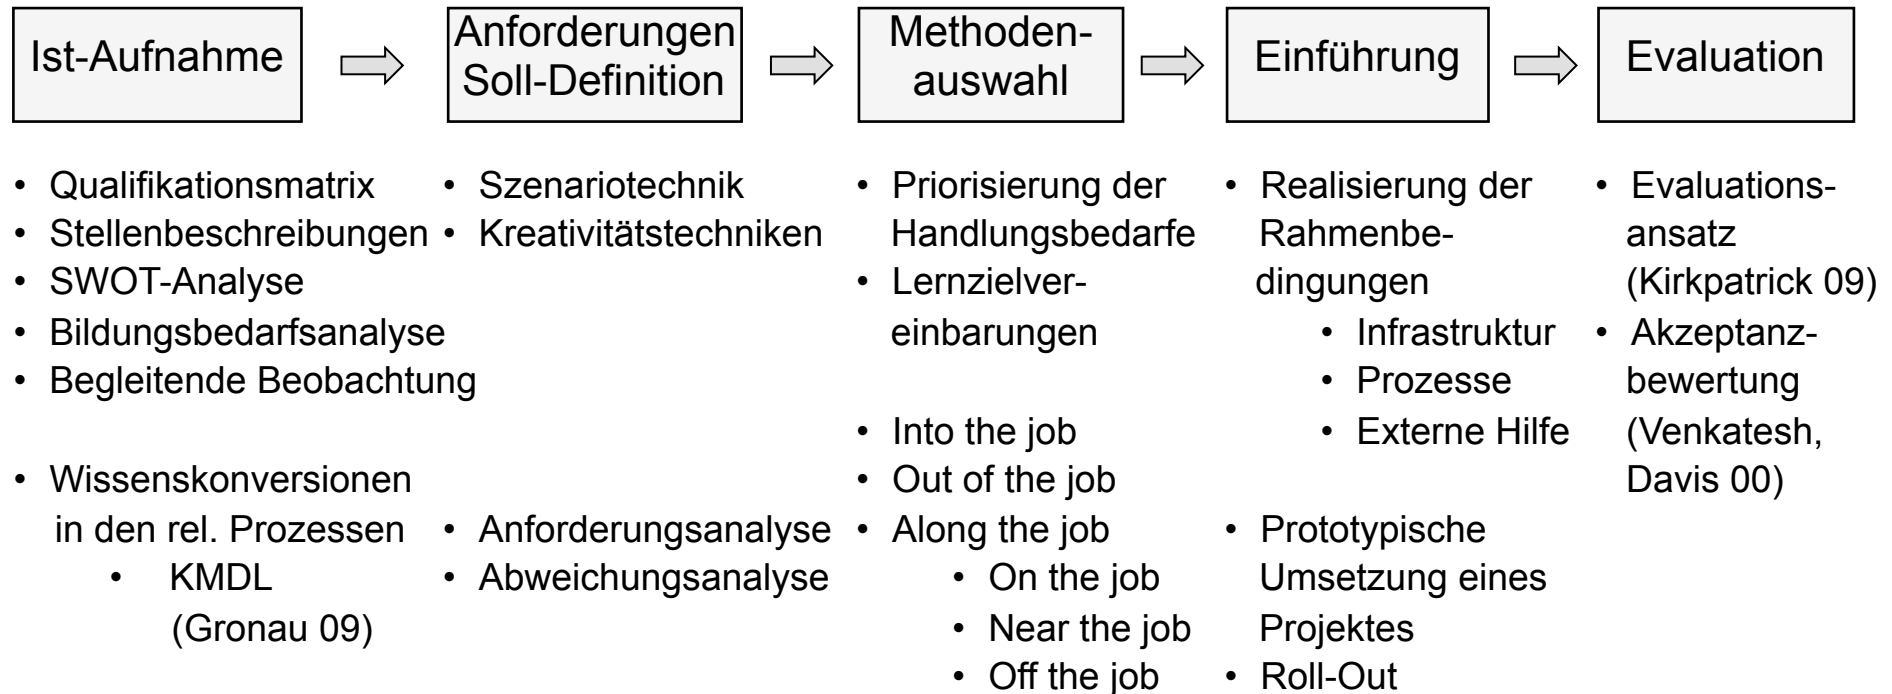 Ist-Aufnahme
Anforderungen
Soll-Definition
Methoden-
auswahl
Einführung
Evaluation
• Qualifikationsmatrix
• Stellenbeschreibungen
• SWOT-Analyse
• Bildungsbedarfsanalyse
• Begleitende Beobachtung
• Wissenskonversionen
in den rel. Prozessen
• KMDL
(Gronau 09)
• Szenariotechnik
• Kreativitätstechniken
• Anforderungsanalyse
• Abweichungsanalyse
• Priorisierung der
Handlungsbedarfe
• Lernzielver-
einbarungen
• Into the job
• Out of the job
• Along the job
• On the job
• Near the job
• Off the job
• Realisierung der
Rahmenbe-
dingungen
• Infrastruktur
• Prozesse
• Externe Hilfe
• Prototypische
Umsetzung eines
Projektes
• Roll-Out
• Evaluations-
ansatz
(Kirkpatrick 09)
• Akzeptanz-
bewertung
(Venkatesh,
Davis 00)